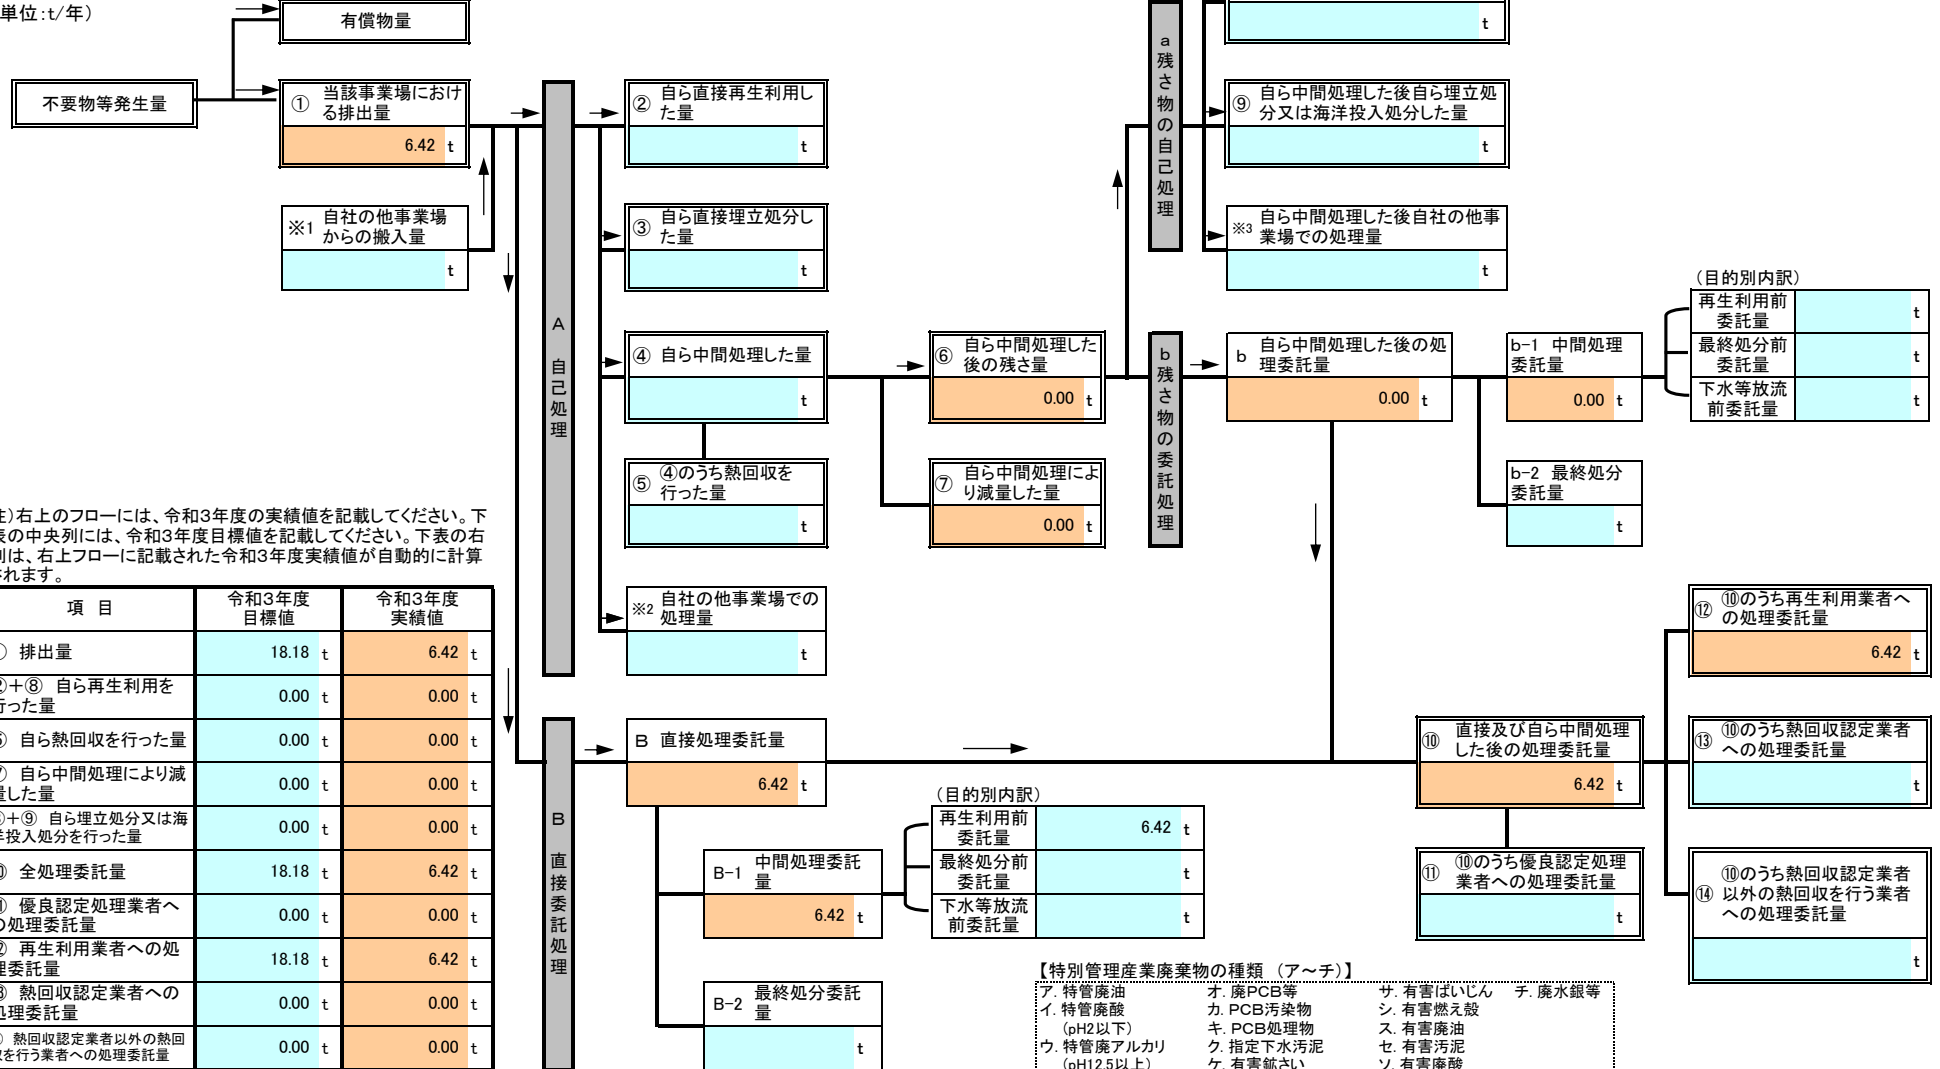 単位:t/年)
有償物量
t
不要物等発生量
① 当該事業場におけ
る排出量
6.42 t
※1 自社の他事業場
からの搬入量
t
A 自己処理
② 自ら直接再生利用し
た量
t
③ 自ら直接埋立処分し
た量
t
④ 自ら中間処理した量
t
⑤ ④のうち熱回収を
行った量
t
※2 自社の他事業場での
処理量
t
⑥ 自ら中間処理した
後の残さ量
0.00 t
⑦ 自ら中間処理によ
り減量した量
0.00 t
a残さ物の自己処理
⑨ 自ら中間処理した後自ら埋立処
分又は海洋投入処分した量
t
※3 自ら中間処理した後自社の他事
業場での処理量
t
b残さ物の委託処理
b 自ら中間処理した後の処
理委託量
0.00 t
b-1 中間処理
委託量
0.00 t
b-2 最終処分
委託量
t
(目的別内訳)
再生利用前
委託量 t
最終処分前
委託量 t
下水等放流
前委託量 t
)右上のフローには、令和3年度の実績値を記載してください。下
の中央列には、令和3年度目標値を記載してください。下表の右
は、右上フローに記載された令和3年度実績値が自動的に計算
れます。
項 目 令和3年度
目標値 令和3年度
実績値
排出量 18.18 t 6.42 t
+⑧ 自ら再生利用を
った量 0.00 t 0.00 t
自ら熱回収を行った量 0.00 t 0.00 t
自ら中間処理により減
した量 0.00 t 0.00 t
+⑨ 自ら埋立処分又は海
投入処分を行った量 0.00 t 0.00 t
全処理委託量 18.18 t 6.42 t
優良認定処理業者へ
の処理委託量 0.00 t 0.00 t
再生利用業者への処
理委託量 18.18 t 6.42 t
熱回収認定業者への
処理委託量 0.00 t 0.00 t
熱回収認定業者以外の熱回
を行う業者への処理委託量 0.00 t 0.00 t
B 直接委託処理
B 直接処理委託量
6.42 t
B-1 中間処理委託
量
6.42 t
B-2 最終処分委託
量
t
(目的別内訳)
再生利用前
委託量 6.42 t
最終処分前
委託量 t
下水等放流
前委託量 t
⑩ 直接及び自ら中間処理
した後の処理委託量
6.42 t
⑪ ⑩のうち優良認定処理
業者への処理委託量
t
⑫ ⑩のうち再生利用業者へ
の処理委託量
6.42 t
⑬ ⑩のうち熱回収認定業者
への処理委託量
t
⑭ ⑩のうち熱回収認定業者
以外の熱回収を行う業者
への処理委託量
t
【特別管理産業廃棄物の種類 (ア~チ)】
ア. 特管廃油 オ. 廃PCB等 サ. 有害ばいじん チ. 廃水銀等
イ. 特管廃酸 カ. PCB汚染物 シ. 有害燃え殻
(pH2以下) キ. PCB処理物 ス. 有害廃油
ウ. 特管廃アルカリ ク. 指定下水汚泥 セ. 有害汚泥
(pH12.5以上) ケ. 有害鉱さい ソ. 有害廃酸